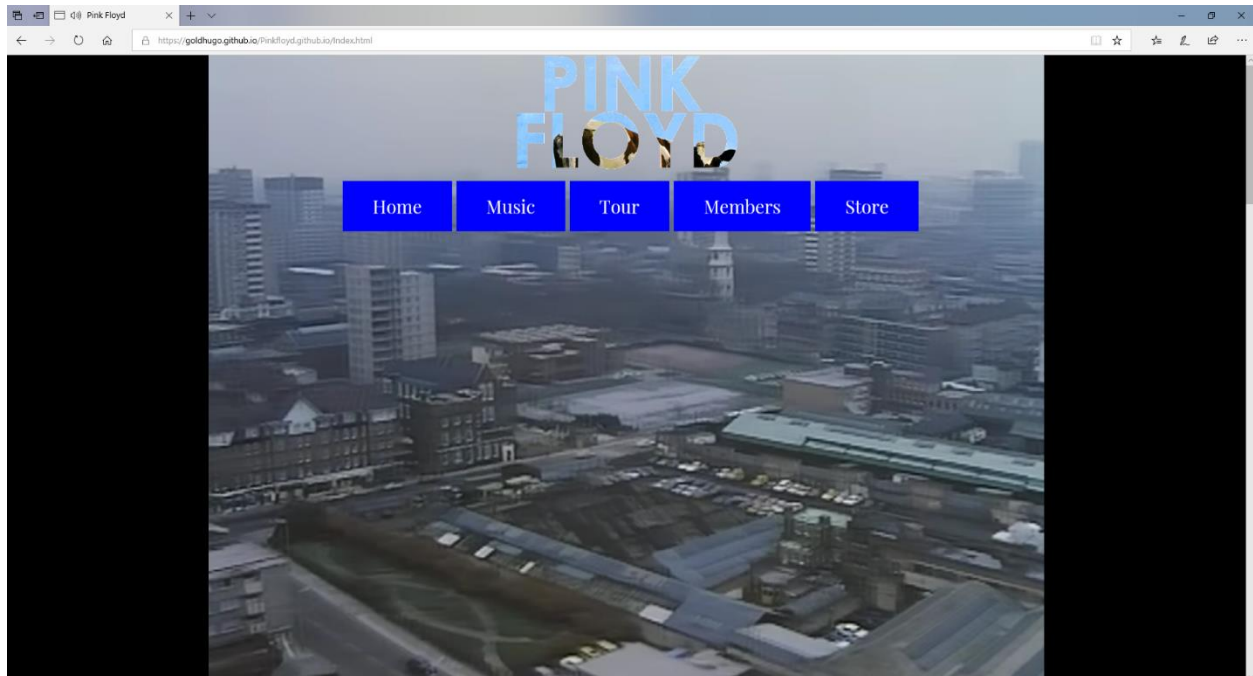 Pink Floyd
https://goldhugo.github.io/Pinkfloyd.github.io/Index.html
PINK
FLOYD
Home Music Tour Members Store